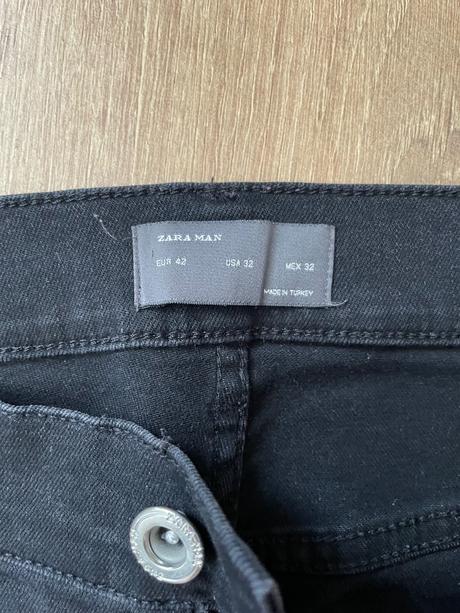 ZARA MAN
EUR 42 USA 32 MEX 32
MADE IN TURKEY